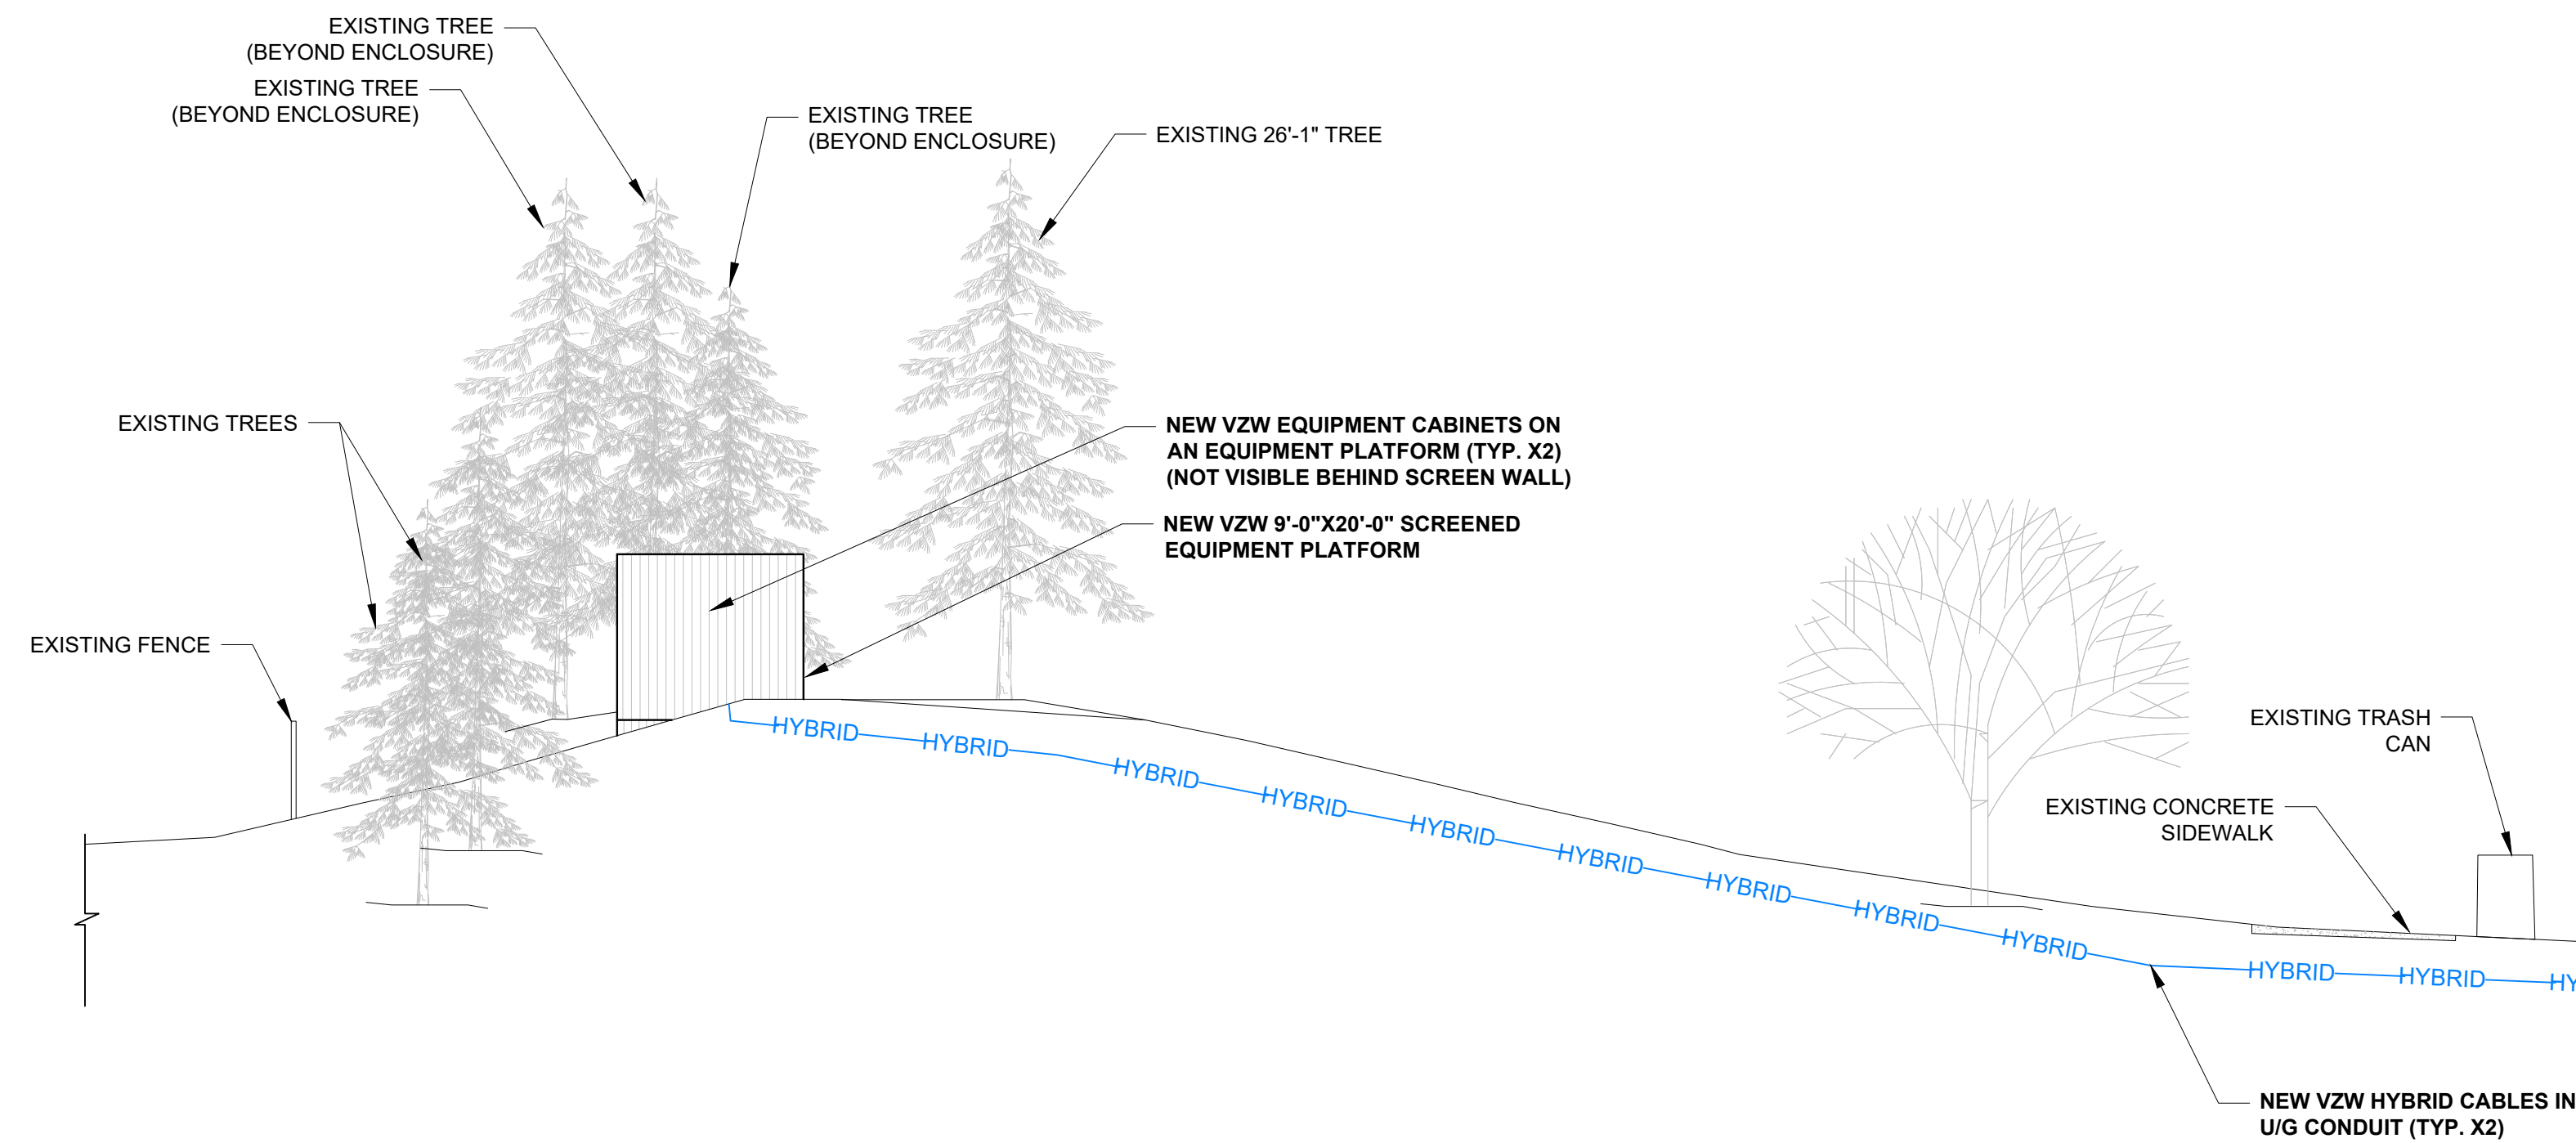 EXISTING TREE
(BEYOND ENCLOSURE)
EXISTING TREE
(BEYOND ENCLOSURE)
EXISTING TREE
(BEYOND ENCLOSURE)
EXISTING 26'-1" TREE
EXISTING TREES
NEW VZW EQUIPMENT CABINETS ON
AN EQUIPMENT PLATFORM (TYP. X2)
(NOT VISIBLE BEHIND SCREEN WALL)
NEW VZW 9'-0"X20'-0" SCREENED
EQUIPMENT PLATFORM
EXISTING FENCE
EXISTING TRASH
CAN
EXISTING CONCRETE
SIDEWALK
HYBRID
HYBRID
HYBRID
HYBRID
HYBRID
HYBRID
HYBRID
HYBRID
HYBRID
HYBRID
HYBRID
HY
NEW VZW HYBRID CABLES IN
U/G CONDUIT (TYP. X2)